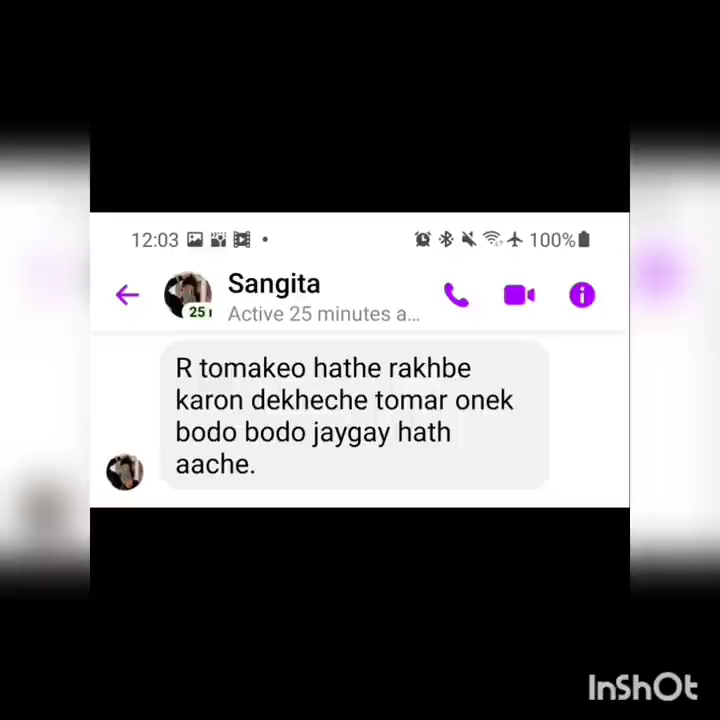 12:03 100%
Sangita
25
Active 25 minutes a...
R tomakeo hathe rakhbe
karon dekheche tomar onek
bodo bodo jaygay hath
aache.
InShOt